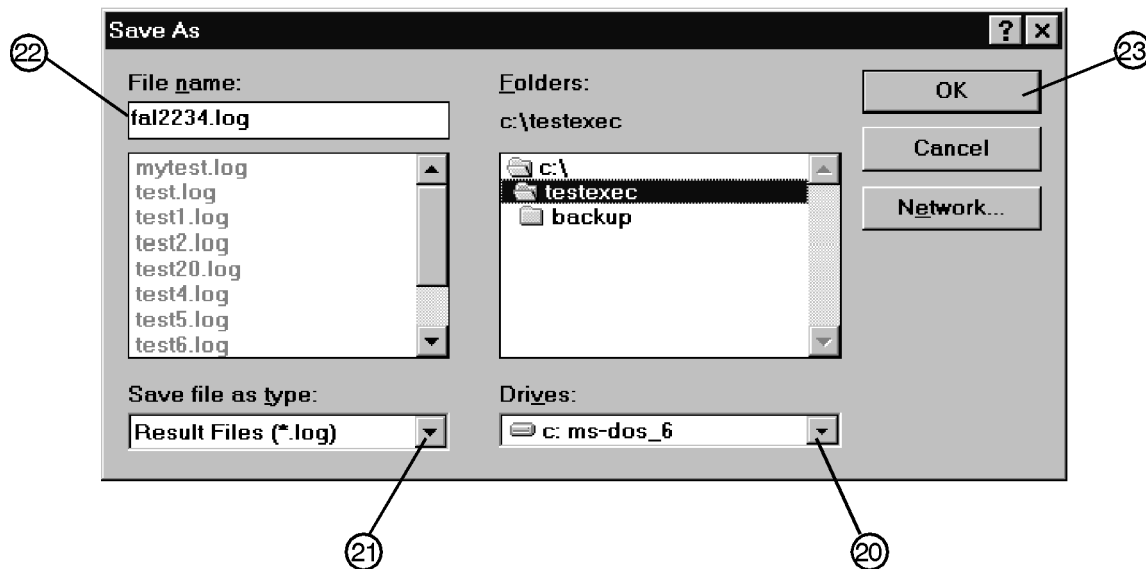 Save As
? ×
22
23
File name:
fal2234.log
mytest.log
test.log
test1.log
test2.log
test20.log
test4.log
test5.log
test6.log
Save file as type:
Result Files (*.log)
Folders:
c:\testexec
c:\
testexec
backup
Drives:
c: ms-dos_6
OK
Cancel
Network...
21
20